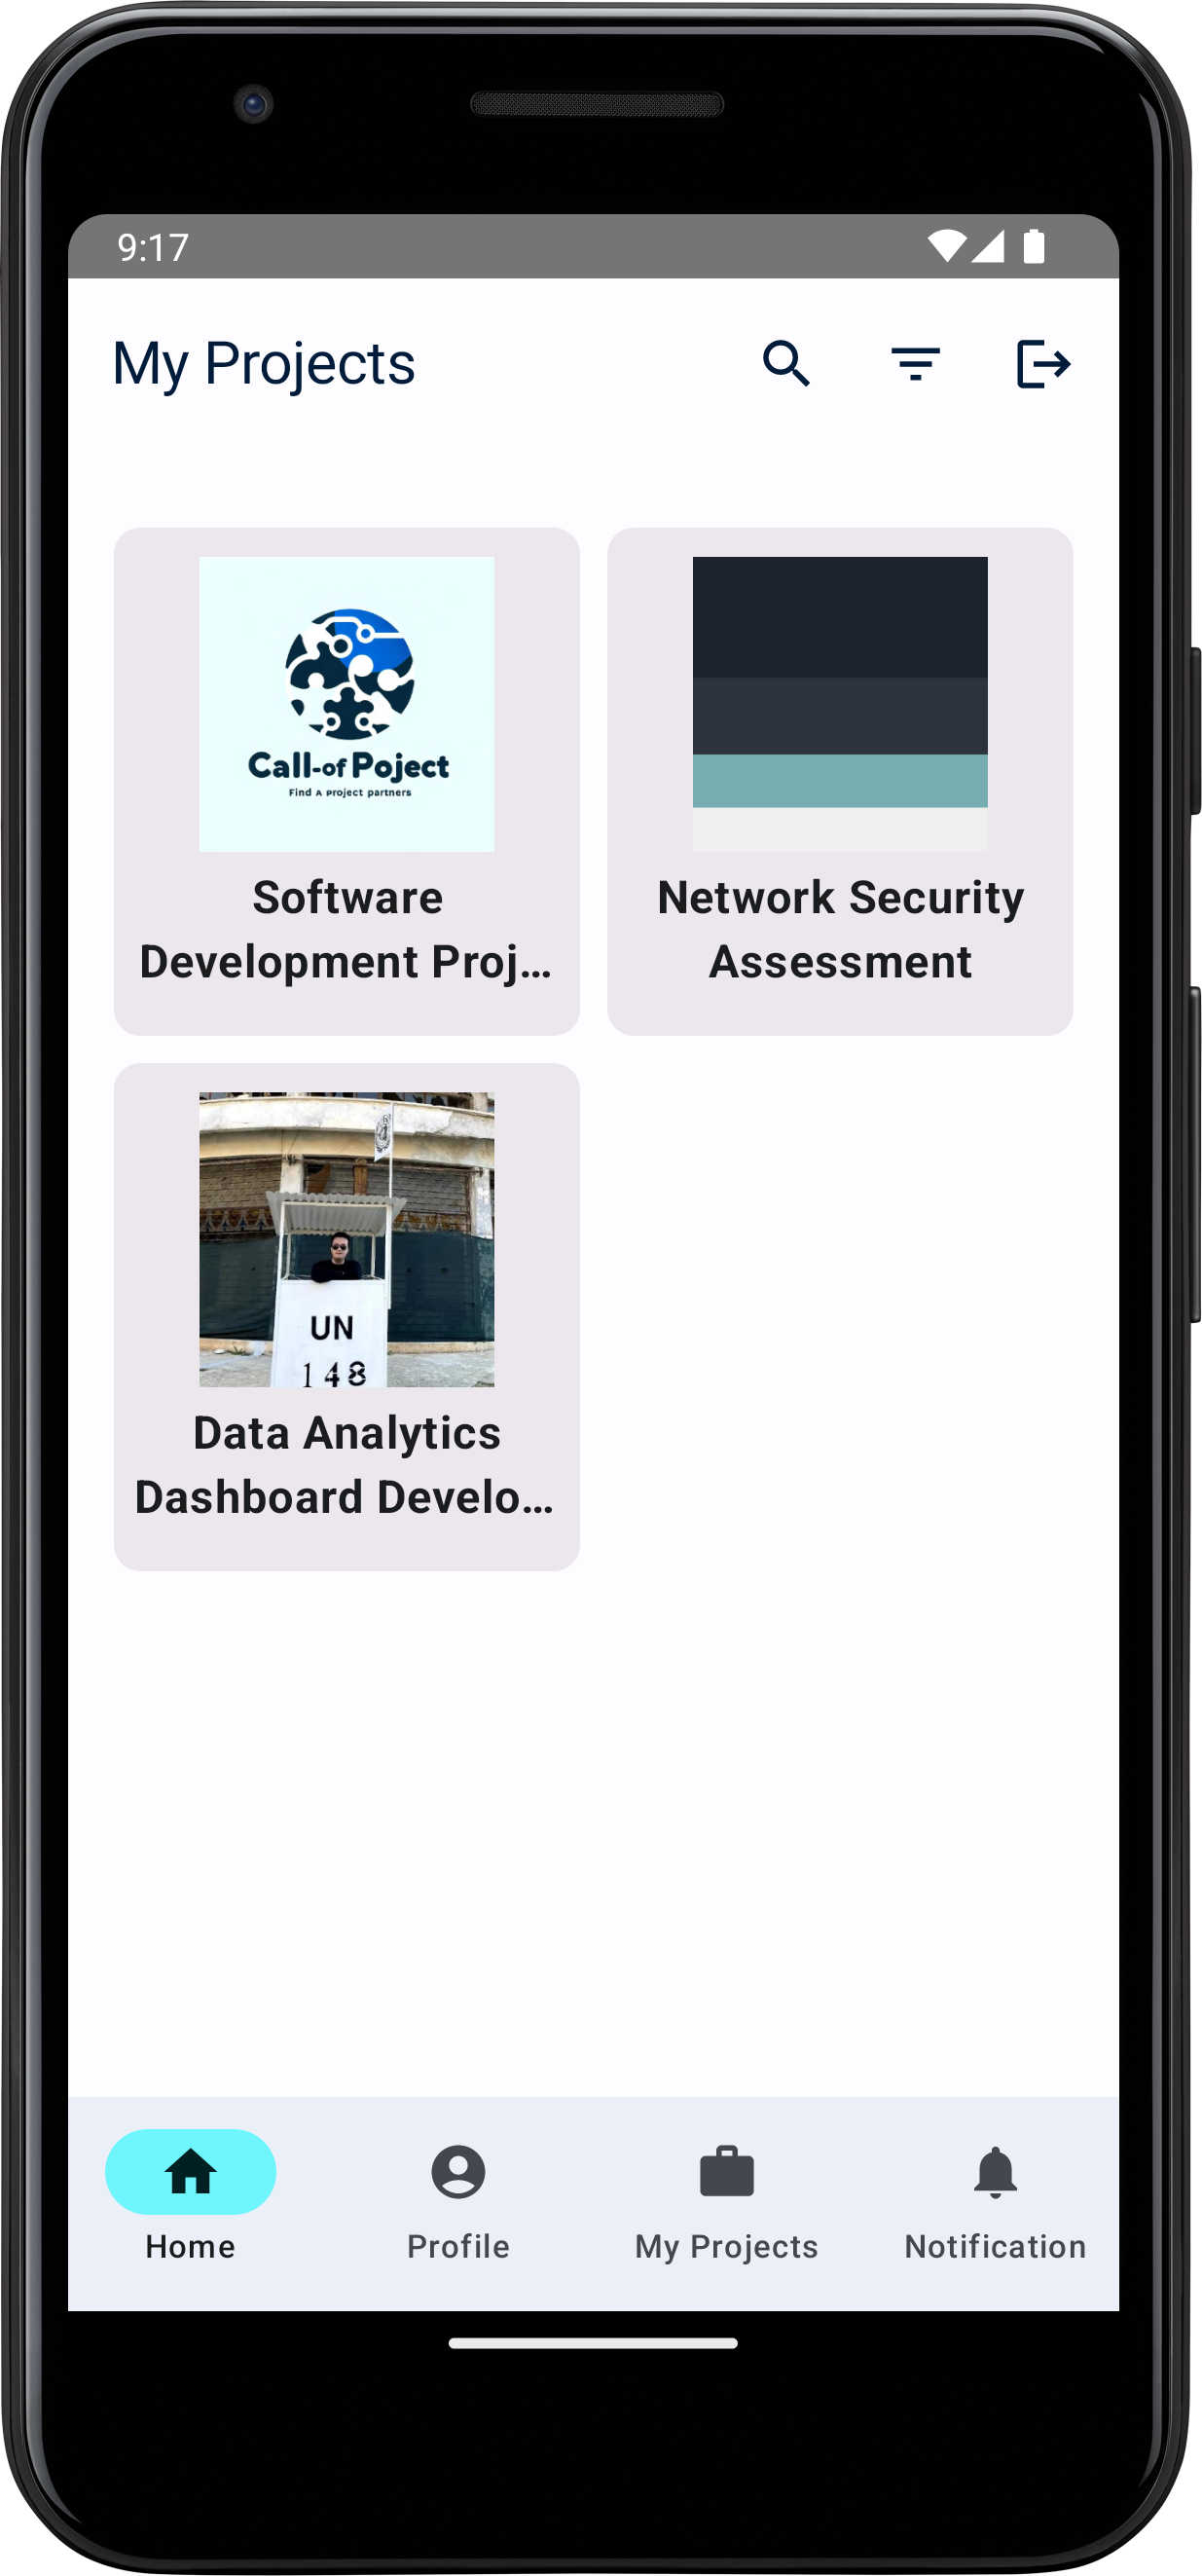 9:17
My Projects
Call-of Poject
Find A project partners
Software
Development Proj...
Network Security
Assessment
UN
148
Data Analytics
Dashboard Develo...
Home
Profile
My Projects
Notification